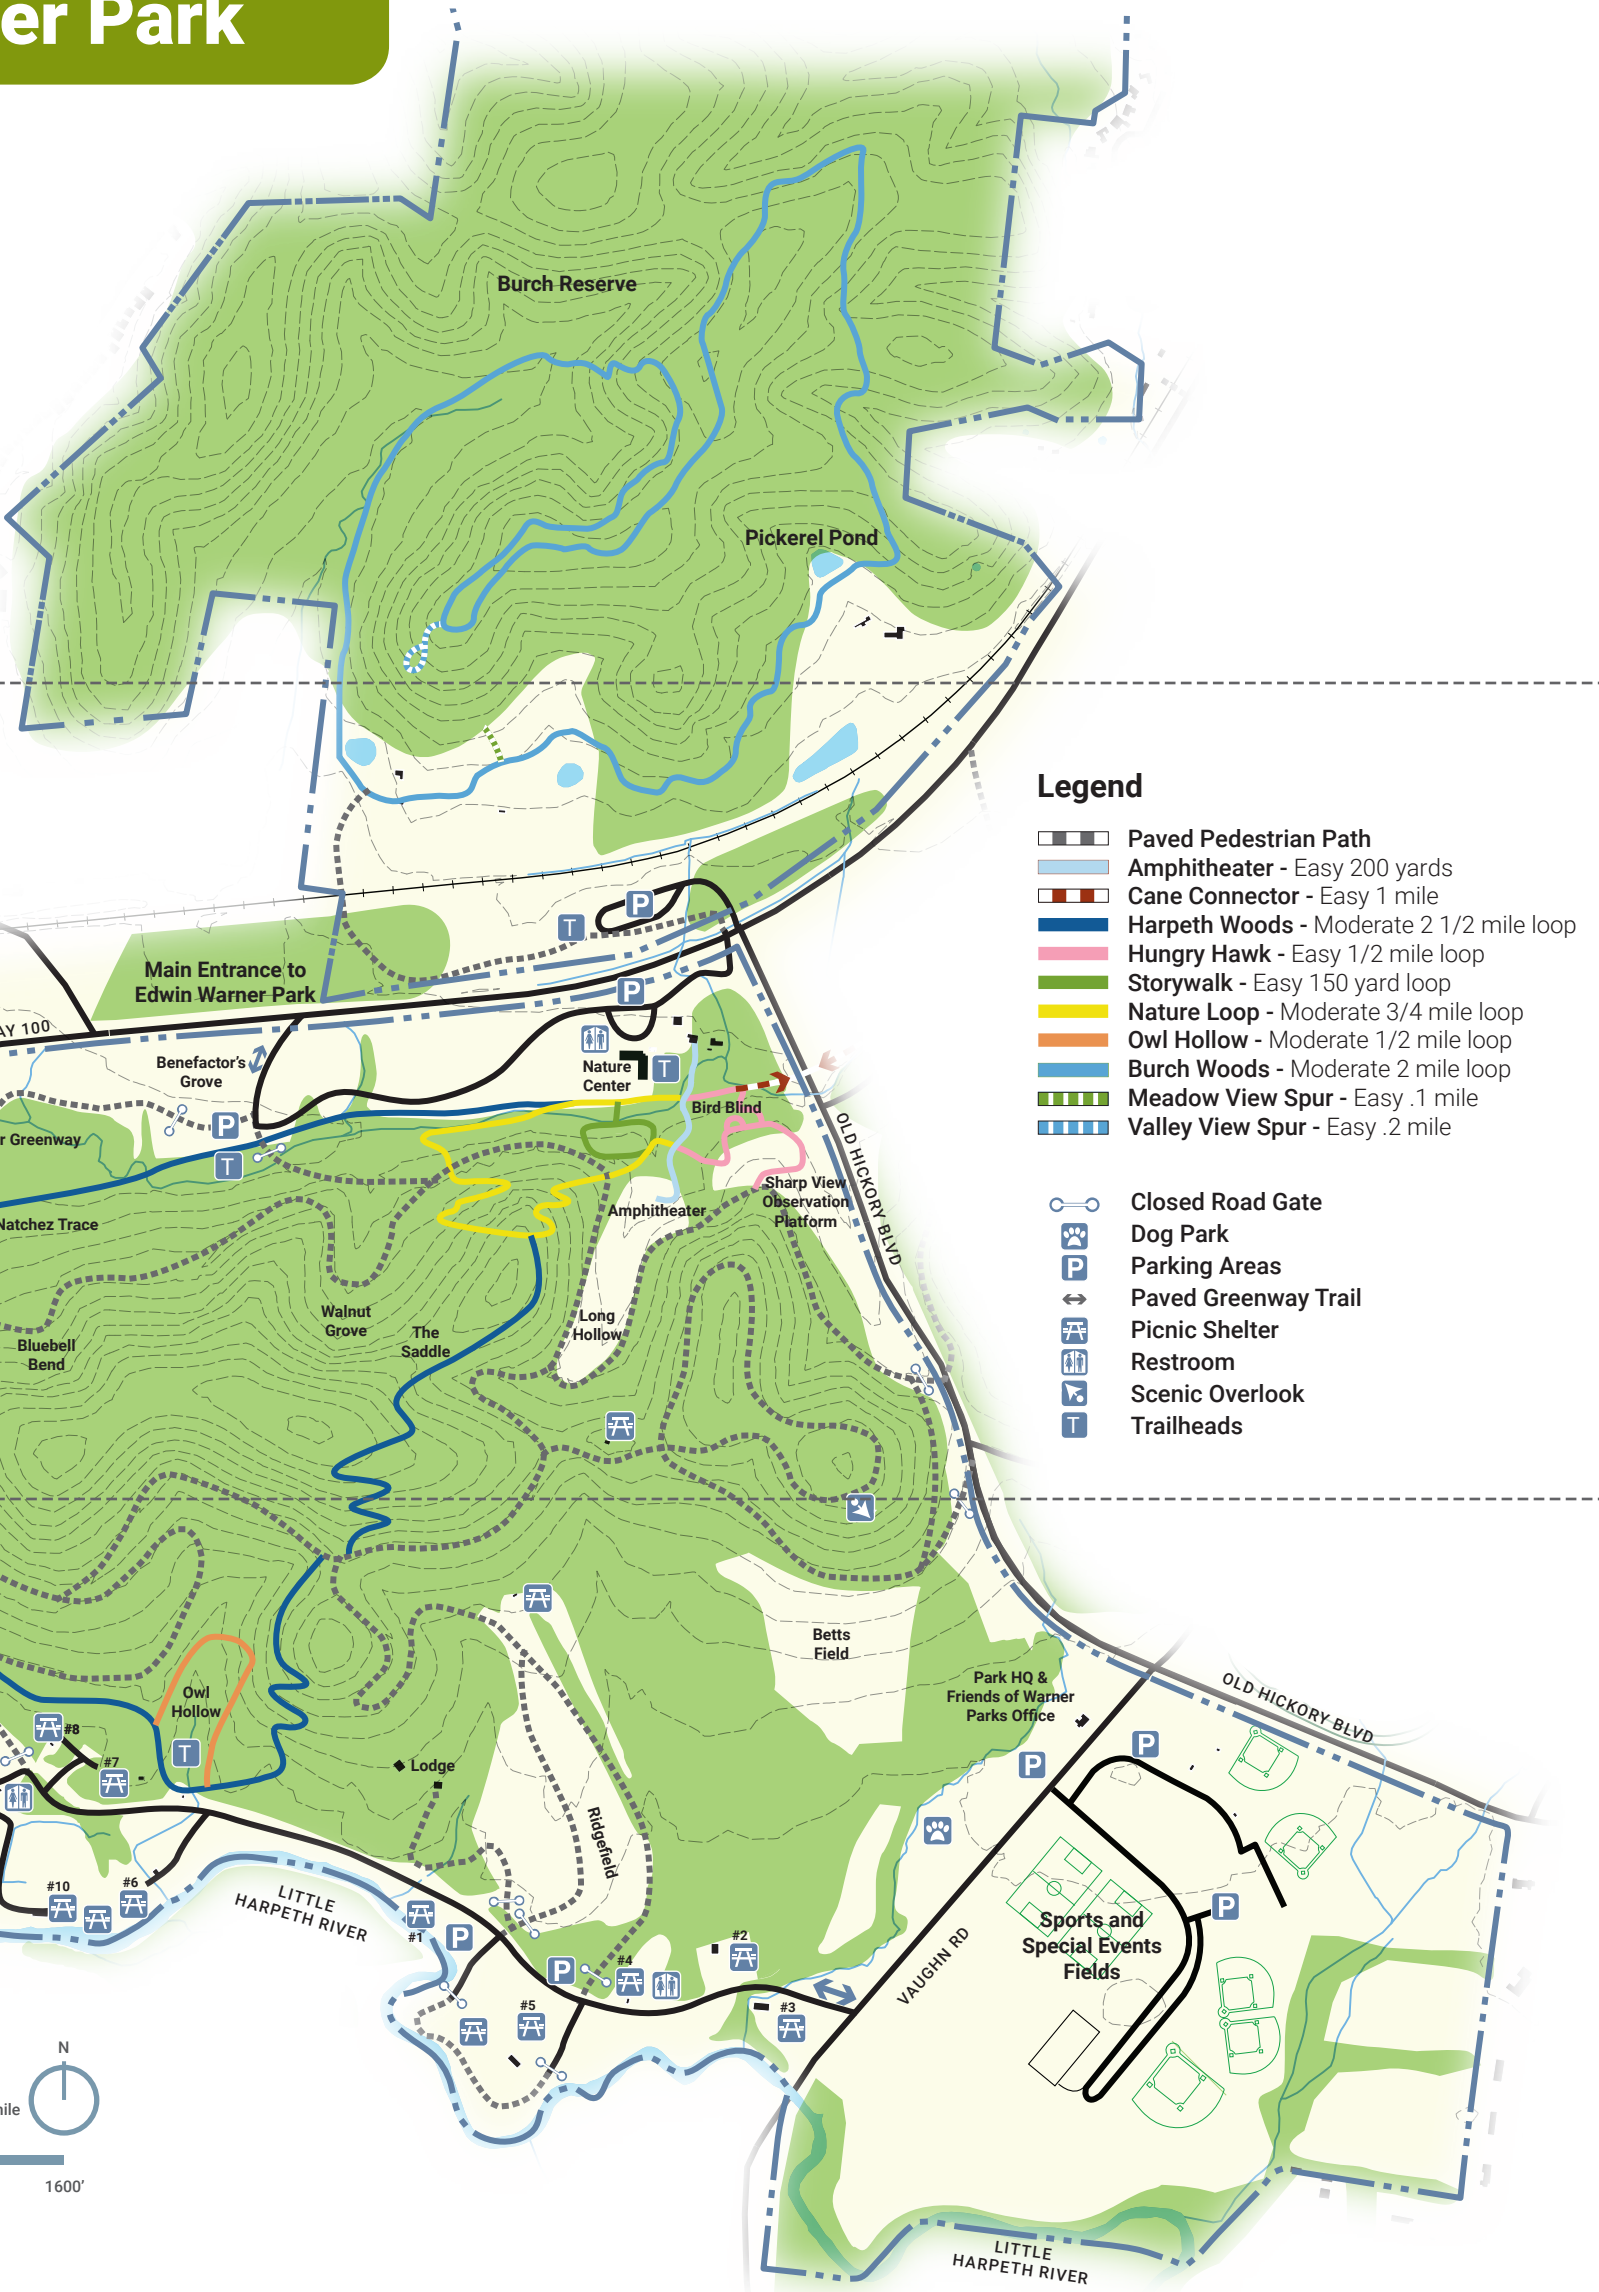 er Park
Burch Reserve
Pickerel Pond
Legend
Paved Pedestrian Path
Amphitheater - Easy 200 yards
Cane Connector - Easy 1 mile
Harpeth Woods - Moderate 2 1/2 mile loop
Hungry Hawk - Easy 1/2 mile loop
Storywalk - Easy 150 yard loop
Nature Loop - Moderate 3/4 mile loop
Owl Hollow - Moderate 1/2 mile loop
Burch Woods - Moderate 2 mile loop
Meadow View Spur - Easy .1 mile
Valley View Spur - Easy .2 mile
Closed Road Gate
Dog Park
P Parking Areas
Paved Greenway Trail
Picnic Shelter
Restroom
Scenic Overlook
T Trailheads
P
T
Main Entrance to
Edwin Warner Park
P
AY 100
Benefactor's
Grove
Nature
Center
T
Bird Blind
P
r Greenway
T
OLD HICKORY BLVD
Sharp View
Observation
Platform
Amphitheater
Natchez Trace
Walnut
Grove
The
Saddle
Long
Hollow
Bluebell
Bend
Betts
Field
Park HQ &
Friends of Warner
Parks Office
OLD HICKORY BLVD
Owl
Hollow
#8
T
#7
Lodge
P
P
Ridgefield
#10
#6
LITTLE
HARPETH RIVER
#1
P
P
#4
#2
#5
#3
VAUGHN RD
P
Sports and
Special Events
Fields
N
mile
1600'
LITTLE
HARPETH RIVER